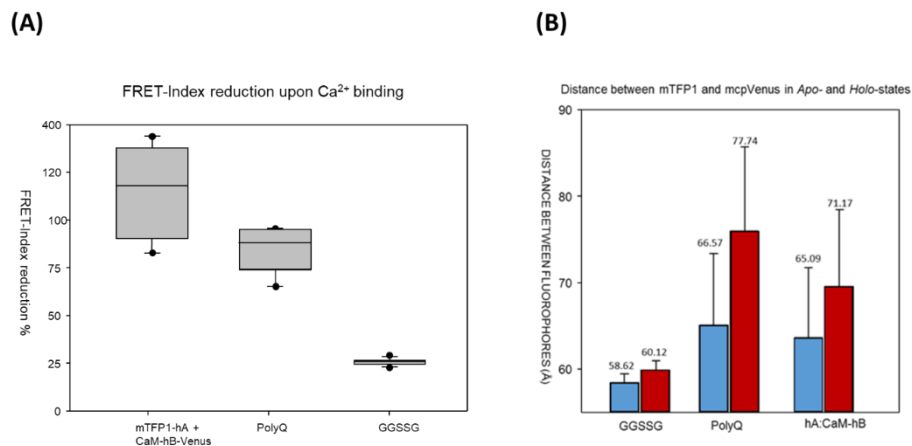 (A)
FRET-Index reduction upon Ca²⁺ binding
FRET-Index reduction %
400
120
100
75
50
25
0
mTFP1-hA +
CaM-hB-Venus
PolyQ
GGSSG
(B)
Distance between mTFP1 and mcpVenus in Apo- and Holo-states
DISTANCE BETWEEN FLUOROPHORES (Å)
90
80
70
60
58.62
60.12
66.57
77.74
65.09
71.17
GGSSG
PolyQ
hA:CaM-hB